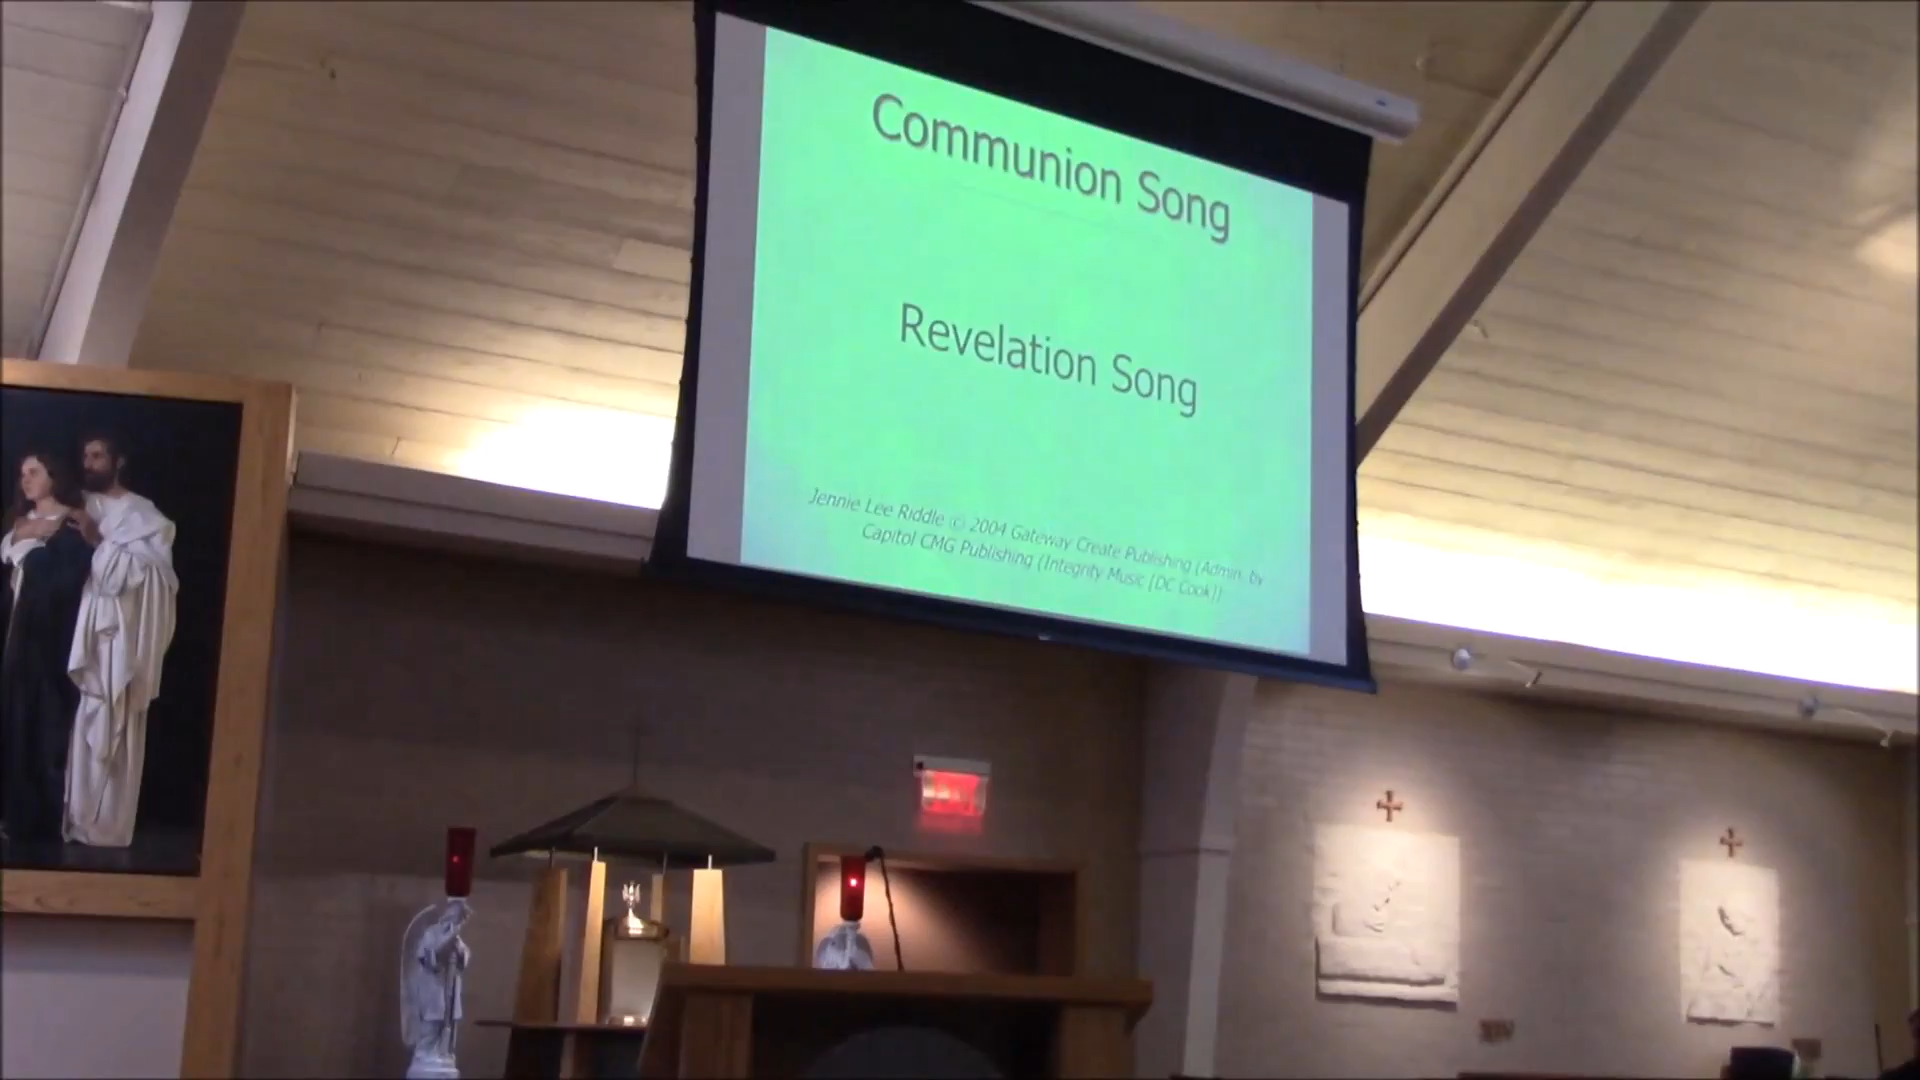 Communion Song
Revelation Song
Jennie Lee Riddle © 2004 Gateway Create Publishing (Admin. by
Capitol CMG Publishing (Integrity Music [DC Cook])